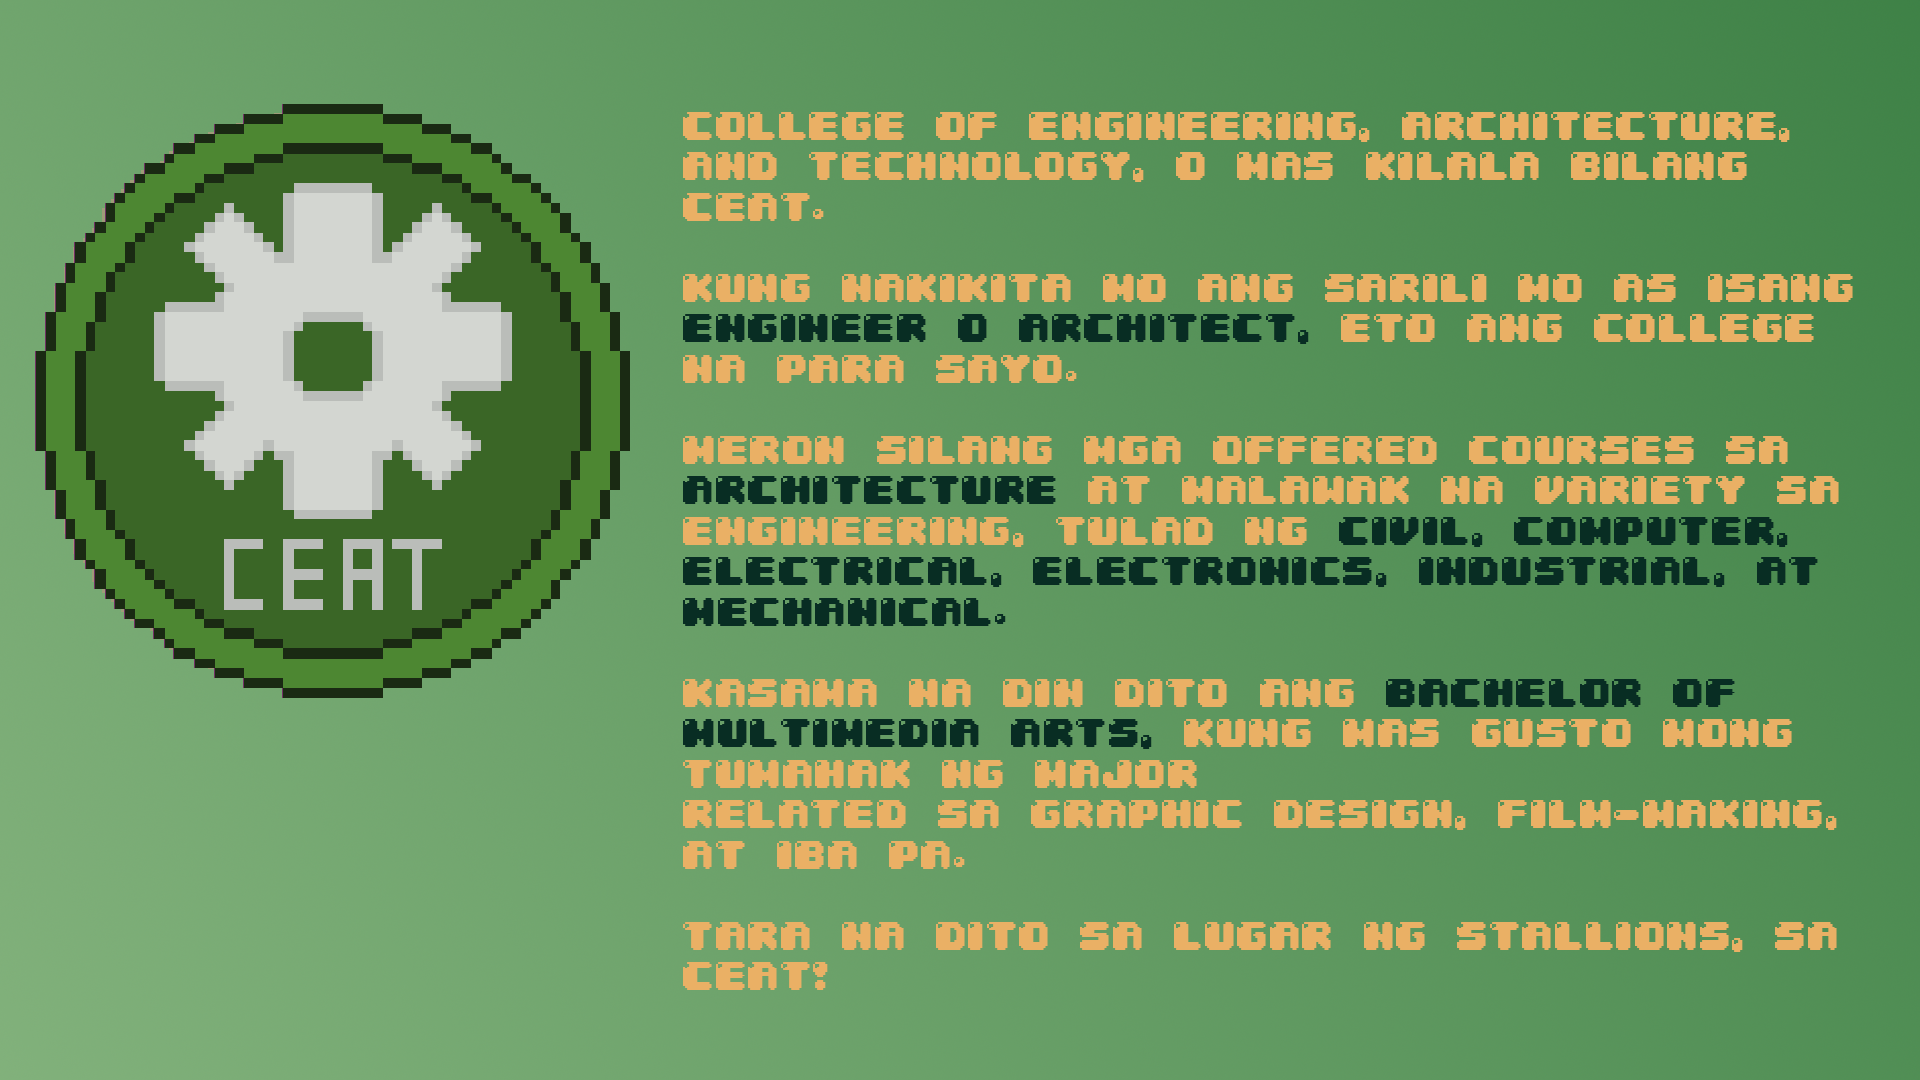 CEAT
COLLEGE OF ENGINEERING, ARCHITECTURE,
AND TECHNOLOGY, O MAS KILALA BILANG
CEAT.
KUNG NAKIKITA MO ANG SARILI MO AS ISANG
ENGINEER O ARCHITECT, ETO ANG COLLEGE
NA PARA SAYO.
MERON SILANG MGA OFFERED COURSES SA
ARCHITECTURE AT MALAWAK NA VARIETY SA
ENGINEERING, TULAD NG CIVIL, COMPUTER,
ELECTRICAL, ELECTRONICS, INDUSTRIAL, AT
MECHANICAL.
KASAMA NA DIN DITO ANG BACHELOR OF
MULTIMEDIA ARTS, KUNG MAS GUSTO MONG
TUMAHAK NG MAJOR
RELATED SA GRAPHIC DESIGN, FILM-MAKING,
AT IBA PA.
TARA NA DITO SA LUGAR NG STALLIONS, SA
CEAT!